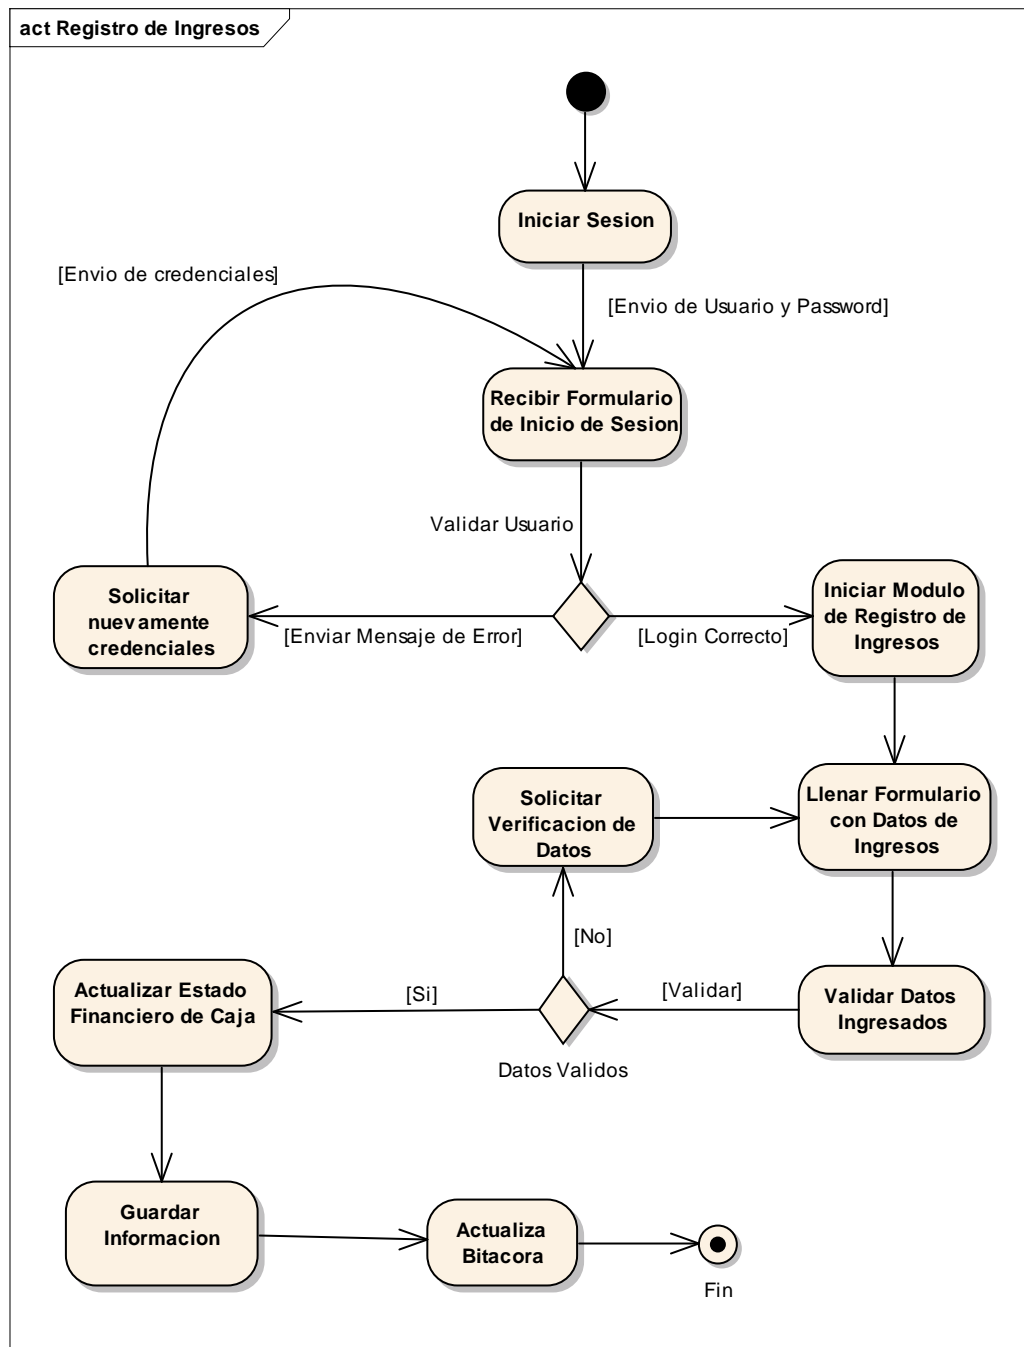 act Registro de Ingresos
Iniciar Sesion
[Envio de credenciales]
[Envio de Usuario y Password]
Recibir Formulario
de Inicio de Sesion
Validar Usuario
Solicitar
nuevamente
credenciales
[Enviar Mensaje de Error]
[Login Correcto]
Iniciar Modulo
de Registro de
Ingresos
Solicitar
Verificacion de
Datos
Llenar Formulario
con Datos de
Ingresos
[No]
Actualizar Estado
Financiero de Caja
[Si]
[Validar]
Validar Datos
Ingresados
Datos Validos
Guardar
Informacion
Actualiza
Bitacora
Fin